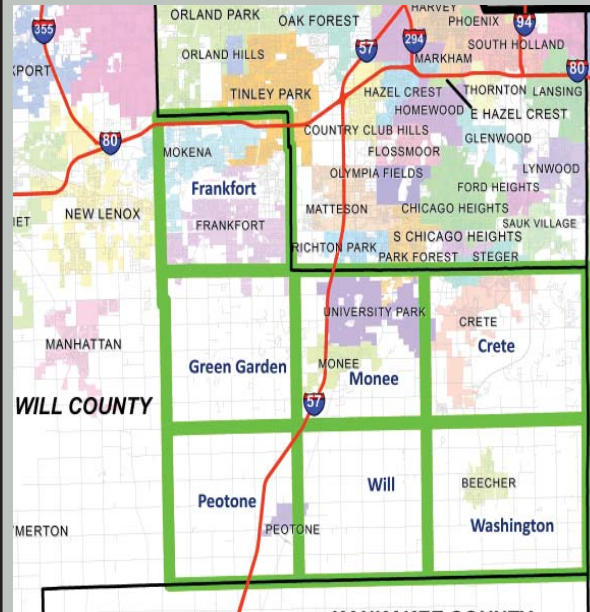 HARVEY
ORLAND PARK
OAK FOREST
PHOENIX
94
355
294
57
SOUTH HOLLAND
ORLAND HILLS
MARKHAM
80
TINLEY PARK
HAZEL CREST
THORNTON
LANSING
HOMEWOOD
E HAZEL CREST
COUNTRY CLUB HILLS
GLENWOOD
80
MOKENA
FLOSSMOOR
OLYMPIA FIELDS
LYNWOOD
Frankfort
FORD HEIGHTS
NEW LENOX
MATTESON
CHICAGO HEIGHTS
FRANKFORT
SAUK VILLAGE
S CHICAGO HEIGHTS
RICHTON PARK
PARK FOREST
STEGER
UNIVERSITY PARK
CRETE
MANHATTAN
Crete
Green Garden
MONEE
Monee
WILL COUNTY
57
Will
BEECHER
Peotone
PEOTONE
Washington